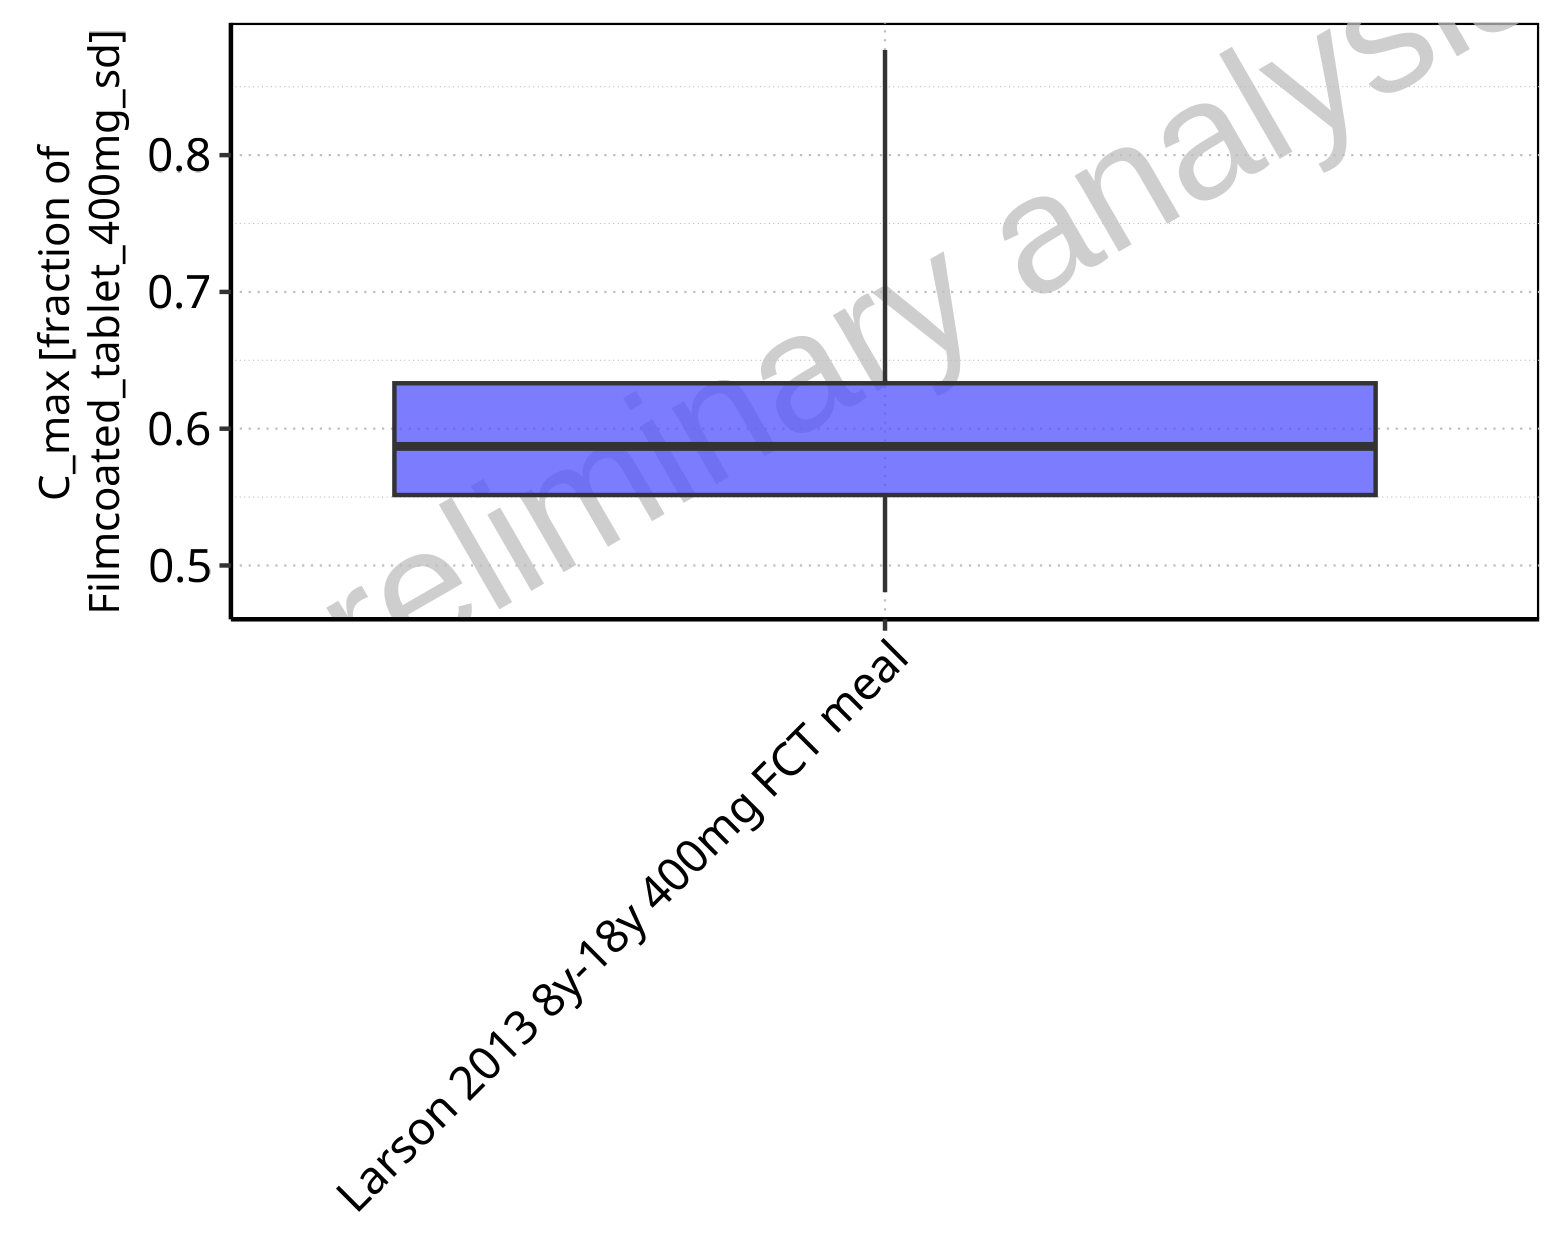 C_max [fraction of
Filmcoated_tablet_400mg_sd]
0.8
0.7
0.6
0.5
reliminary analysis
Larson 2013 8y-18y 400mg FCT meal